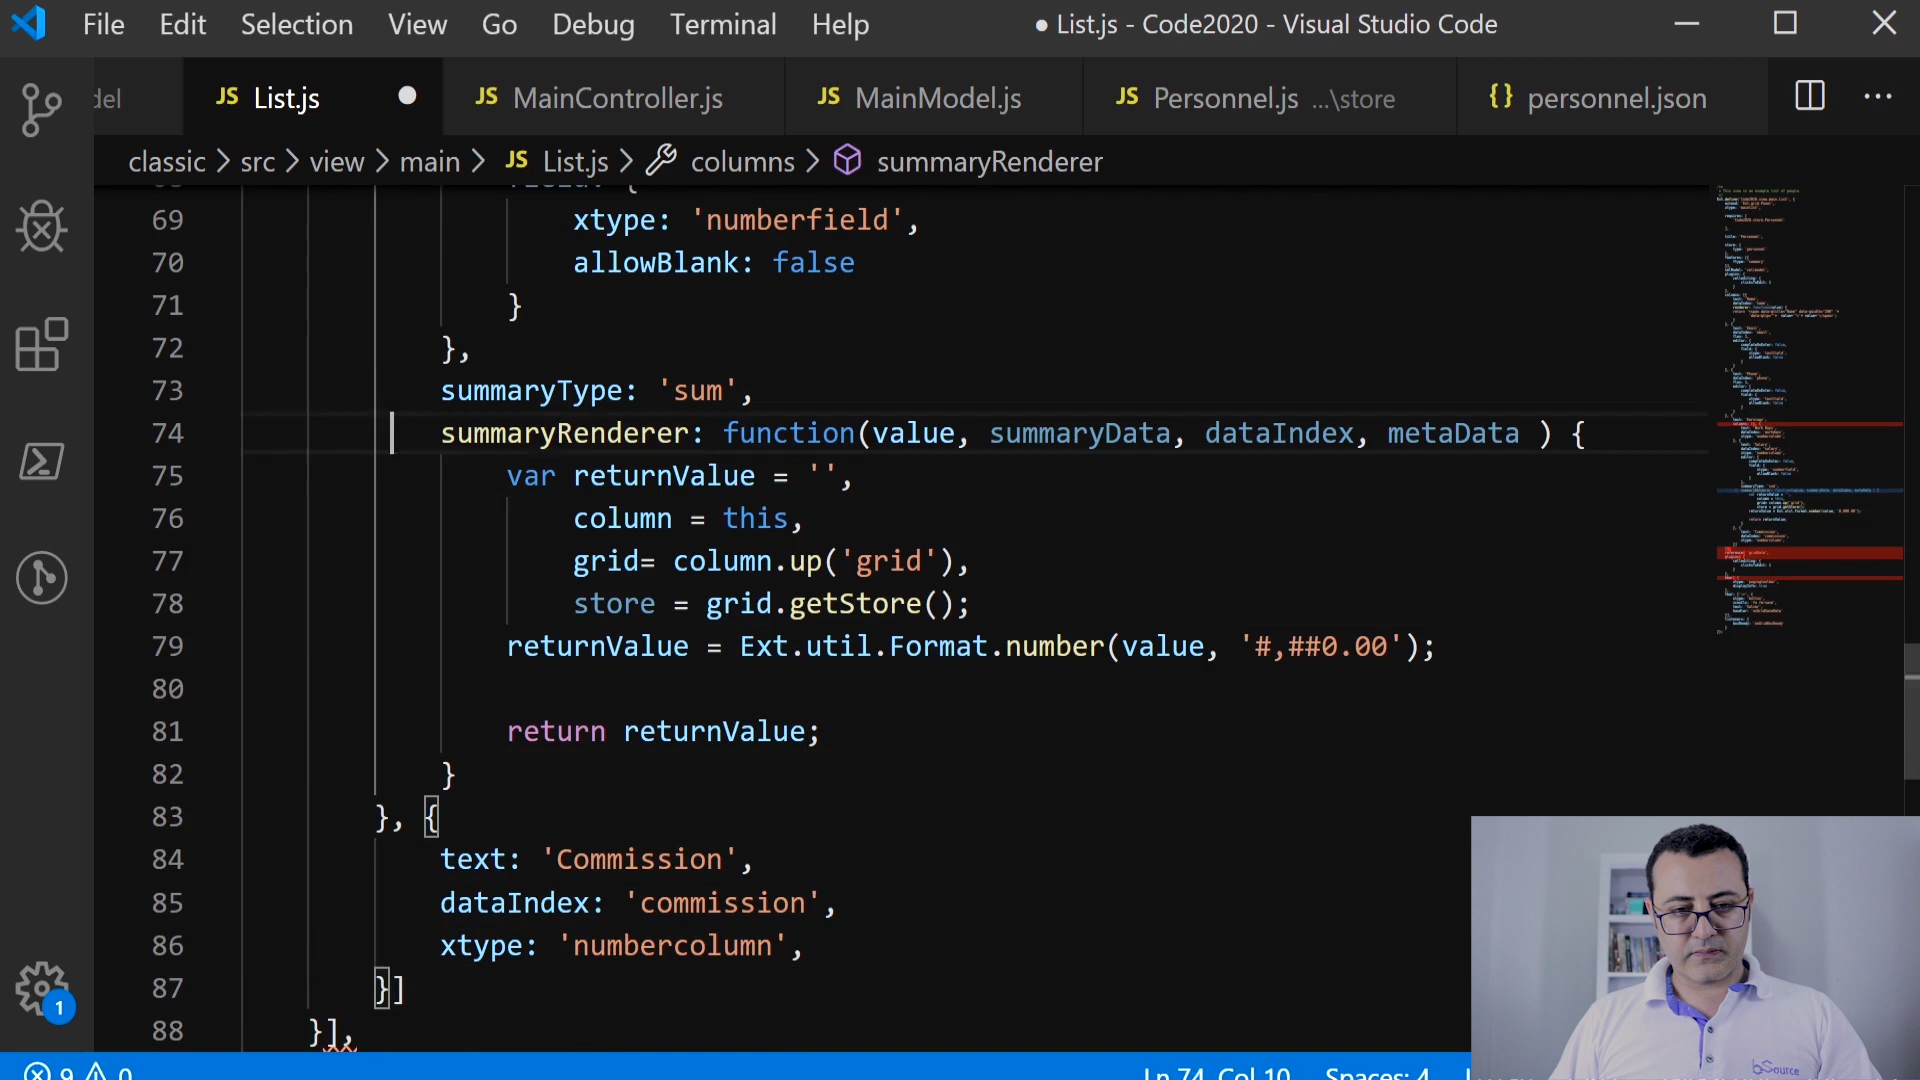 File Edit Selection View Go Debug Terminal Help ● List.js - Code2020 - Visual Studio Code
del JS List.js JS MainController.js JS MainModel.js JS Personnel.js ...\store {} personnel.json ...
classic > src > view > main > JS List.js > columns > summaryRenderer
69 xtype: 'numberfield',
70 allowBlank: false
71 }
72 },
73 summaryType: 'sum',
74 summaryRenderer: function(value, summaryData, dataIndex, metaData ) {
75 var returnValue = '',
76 column = this,
77 grid= column.up('grid'),
78 store = grid.getStore();
79 returnValue = Ext.util.Format.number(value, '#,##0.00');
80
81 return returnValue;
82 }
83 }, {
84 text: 'Commission',
85 dataIndex: 'commission',
86 xtype: 'numbercolumn',
87 }]
88 }],
1
9 0 Ln 74, Col 10 Spaces: 4
bSource